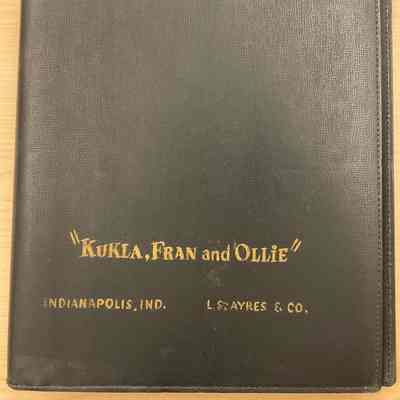 "KUKLA, FRAN and OLLiE"
INDIANAPOLIS, IND. L. S. AYRES & CO.